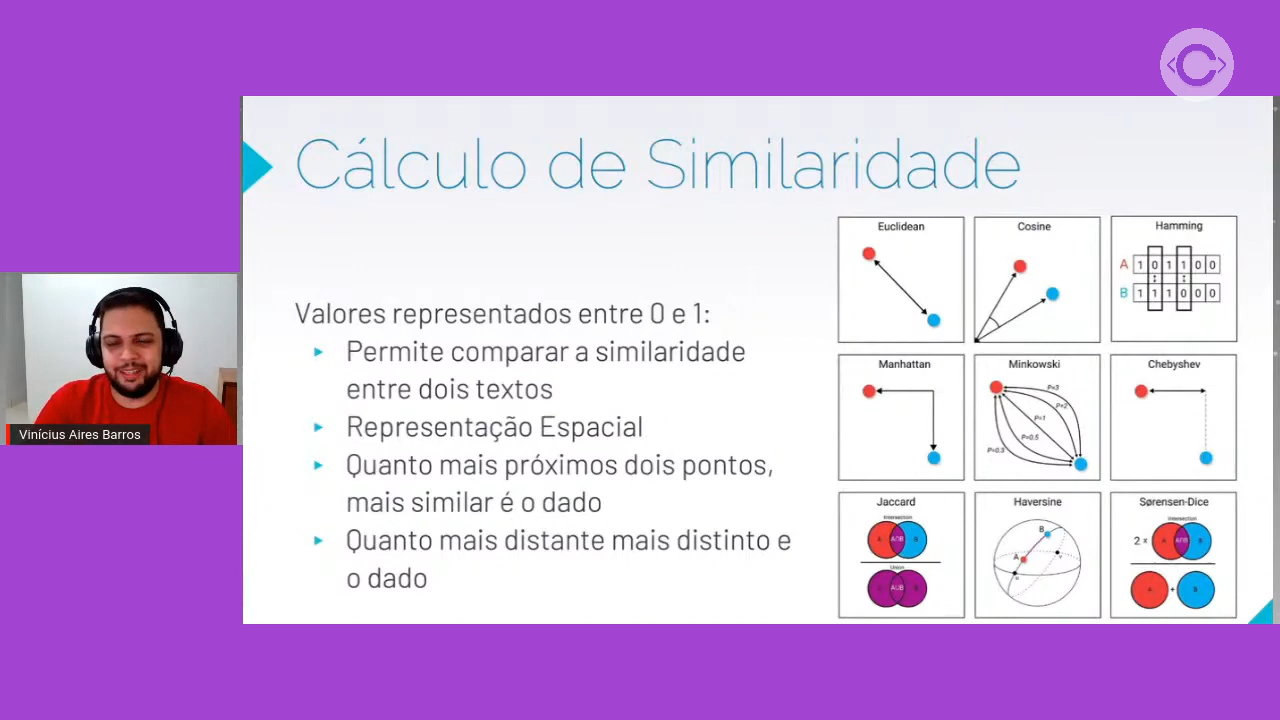 Cálculo de Similaridade
Valores representados entre 0 e 1:
Permite comparar a similaridade
entre dois textos
Representação Espacial
Quanto mais próximos dois pontos,
mais similar é o dado
Quanto mais distante mais distinto e
o dado
Euclidean
Cosine
Hamming
A 1 0 1 1 0 0
B 1 1 1 0 0 0
Manhattan
Minkowski
P=3
P=2
P=1
P=0.5
P=0.3
Chebyshev
Jaccard
Intersection
A A∩B B
Union
A∪B
Haversine
B
A
Sørensen-Dice
Intersection
2 x A A∩B B
A + B
Vinícius Aires Barros